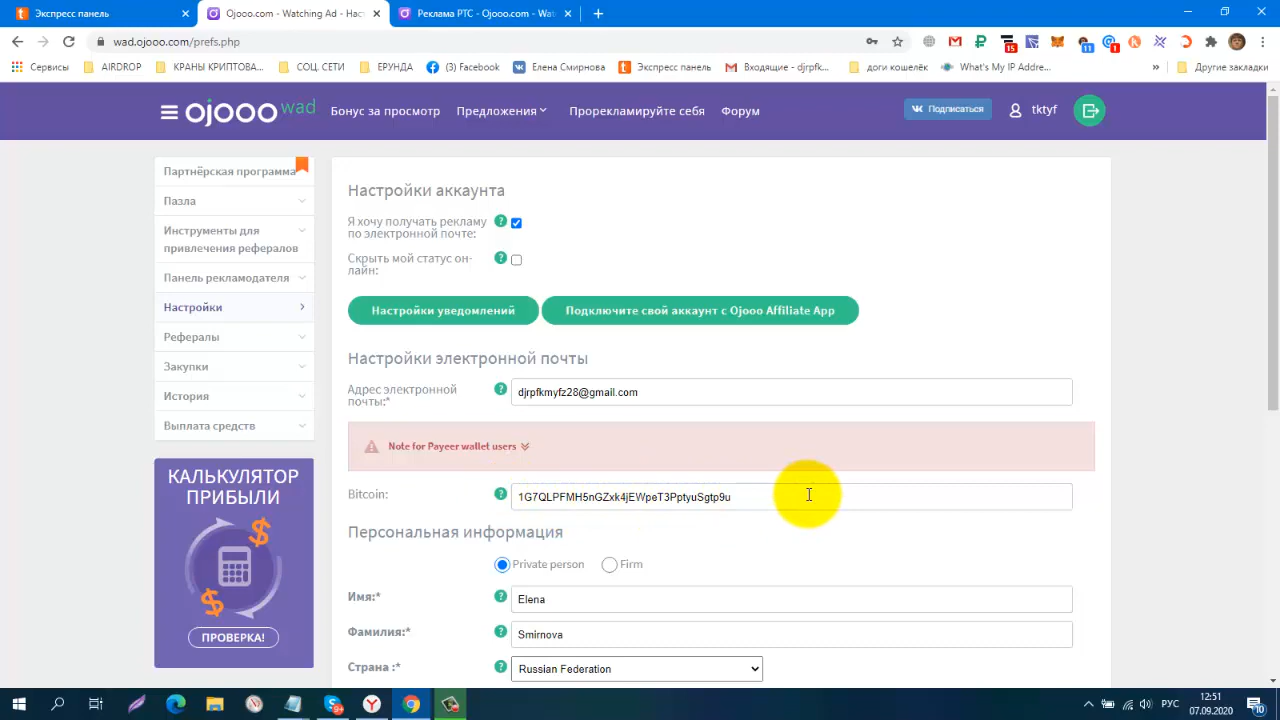 Экспресс панель
Ojooo.com - Watching Ad - Наст
Реклама РТС - Ojooo.com - Wat
wad.ojooo.com/prefs.php
15
11
1
Сервисы
AIRDROP
КРАНЫ КРИПТОВА...
СОЦ. СЕТИ
ЕРУНДА
(3) Facebook
Елена Смирнова
Экспресс панель
Входящие - djrpfk...
доги кошелёк
What's My IP Addre...
Другие закладки
ojooo wad
Бонус за просмотр
Предложения
Прорекламируйте себя
Форум
Подписаться
tktyf
Партнёрская программа
Пазла
Инструменты для
привлечения рефералов
Панель рекламодателя
Настройки
Рефералы
Закупки
История
Выплата средств
КАЛЬКУЛЯТОР
ПРИБЫЛИ
$
$
ПРОВЕРКА!
Настройки аккаунта
Я хочу получать рекламу
по электронной почте:
Скрыть мой статус он-
лайн:
Настройки уведомлений
Подключите свой аккаунт с Ojooo Affiliate App
Настройки электронной почты
Адрес электронной
почты:*
djrpfkmyfz28@gmail.com
Note for Payeer wallet users
Bitcoin:
1G7QLPFMH5nGZxk4jEWpeT3PptyuSgtp9u
Персональная информация
Private person
Firm
Имя:*
Elena
Фамилия:*
Smirnova
Страна :*
Russian Federation
РУС
12:51
07.09.2020
10